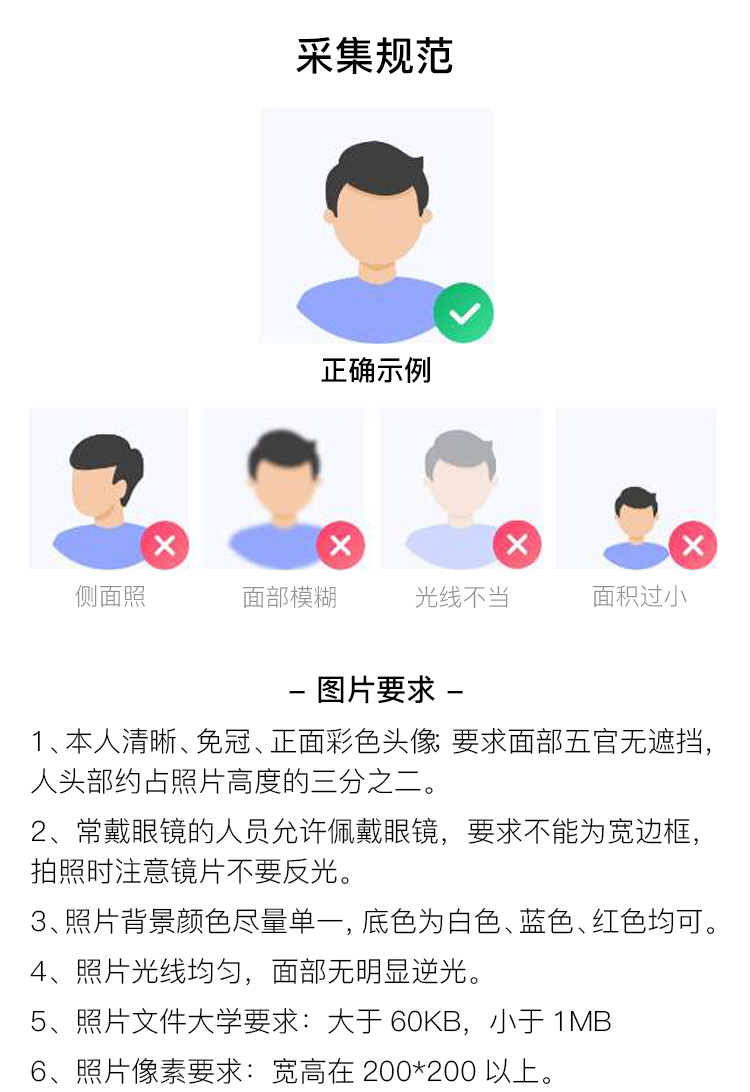 采集规范
正确示例
侧面照
面部模糊
光线不当
面积过小
– 图片要求 –
1、本人清晰、免冠、正面彩色头像; 要求面部五官无遮挡,
人头部约占照片高度的三分之二。
2、常戴眼镜的人员允许佩戴眼镜，要求不能为宽边框，
拍照时注意镜片不要反光。
3、照片背景颜色尽量单一, 底色为白色、蓝色、红色均可。
4、照片光线均匀，面部无明显逆光。
5、照片文件大学要求：大于 60KB，小于 1MB
6、照片像素要求：宽高在 200*200 以上。